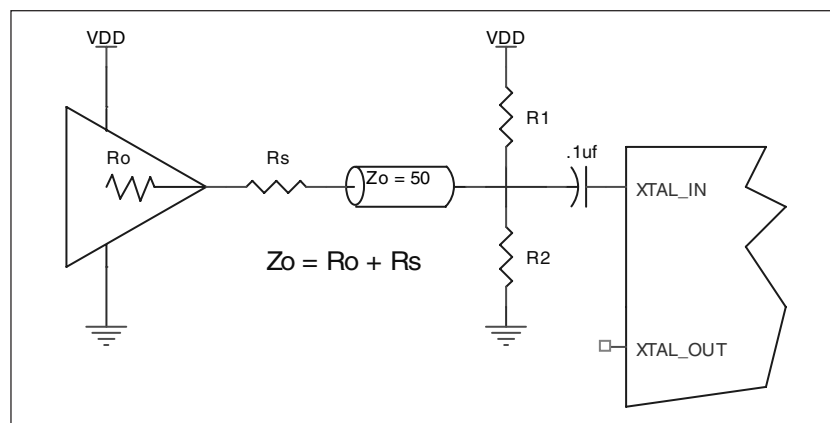 VDD
VDD
R1
Ro
Rs
.1uf
Zo = 50
XTAL_IN
Zo = Ro + Rs
R2
XTAL_OUT